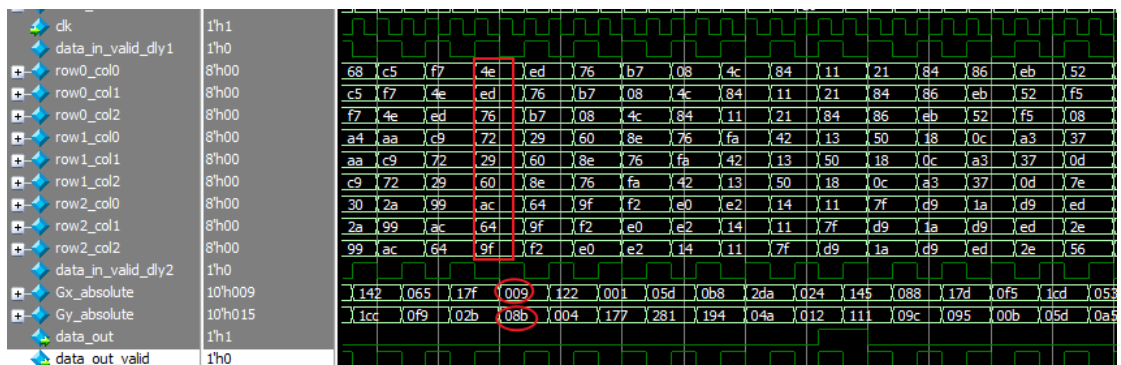 clk 1'h1
data_in_valid_dly1 1'h0
row0_col0 8'h00 68 c5 f7 4e ed 76 b7 08 4c 84 11 21 84 86 eb 52
row0_col1 8'h00 c5 f7 4e ed 76 b7 08 4c 84 11 21 84 86 eb 52 f5
row0_col2 8'h00 f7 4e ed 76 b7 08 4c 84 11 21 84 86 eb 52 f5 08
row1_col0 8'h00 a4 aa c9 72 29 60 8e 76 fa 42 13 50 18 0c a3 37
row1_col1 8'h00 aa c9 72 29 60 8e 76 fa 42 13 50 18 0c a3 37 0d
row1_col2 8'h00 c9 72 29 60 8e 76 fa 42 13 50 18 0c a3 37 0d 7e
row2_col0 8'h00 30 2a 99 ac 64 9f f2 e0 e2 14 11 7f d9 1a d9 ed
row2_col1 8'h00 2a 99 ac 64 9f f2 e0 e2 14 11 7f d9 1a d9 ed 2e
row2_col2 8'h00 99 ac 64 9f f2 e0 e2 14 11 7f d9 1a d9 ed 2e 56
data_in_valid_dly2 1'h0
Gx_absolute 10'h009 142 065 17f 009 122 001 05d 0b8 2da 024 145 088 17d 0f5 1cd 053
Gy_absolute 10'h015 1cc 0f9 02b 08b 004 177 281 194 04a 012 111 09c 095 00b 05d 0a5
data_out 1'h1
data_out_valid 1'h0